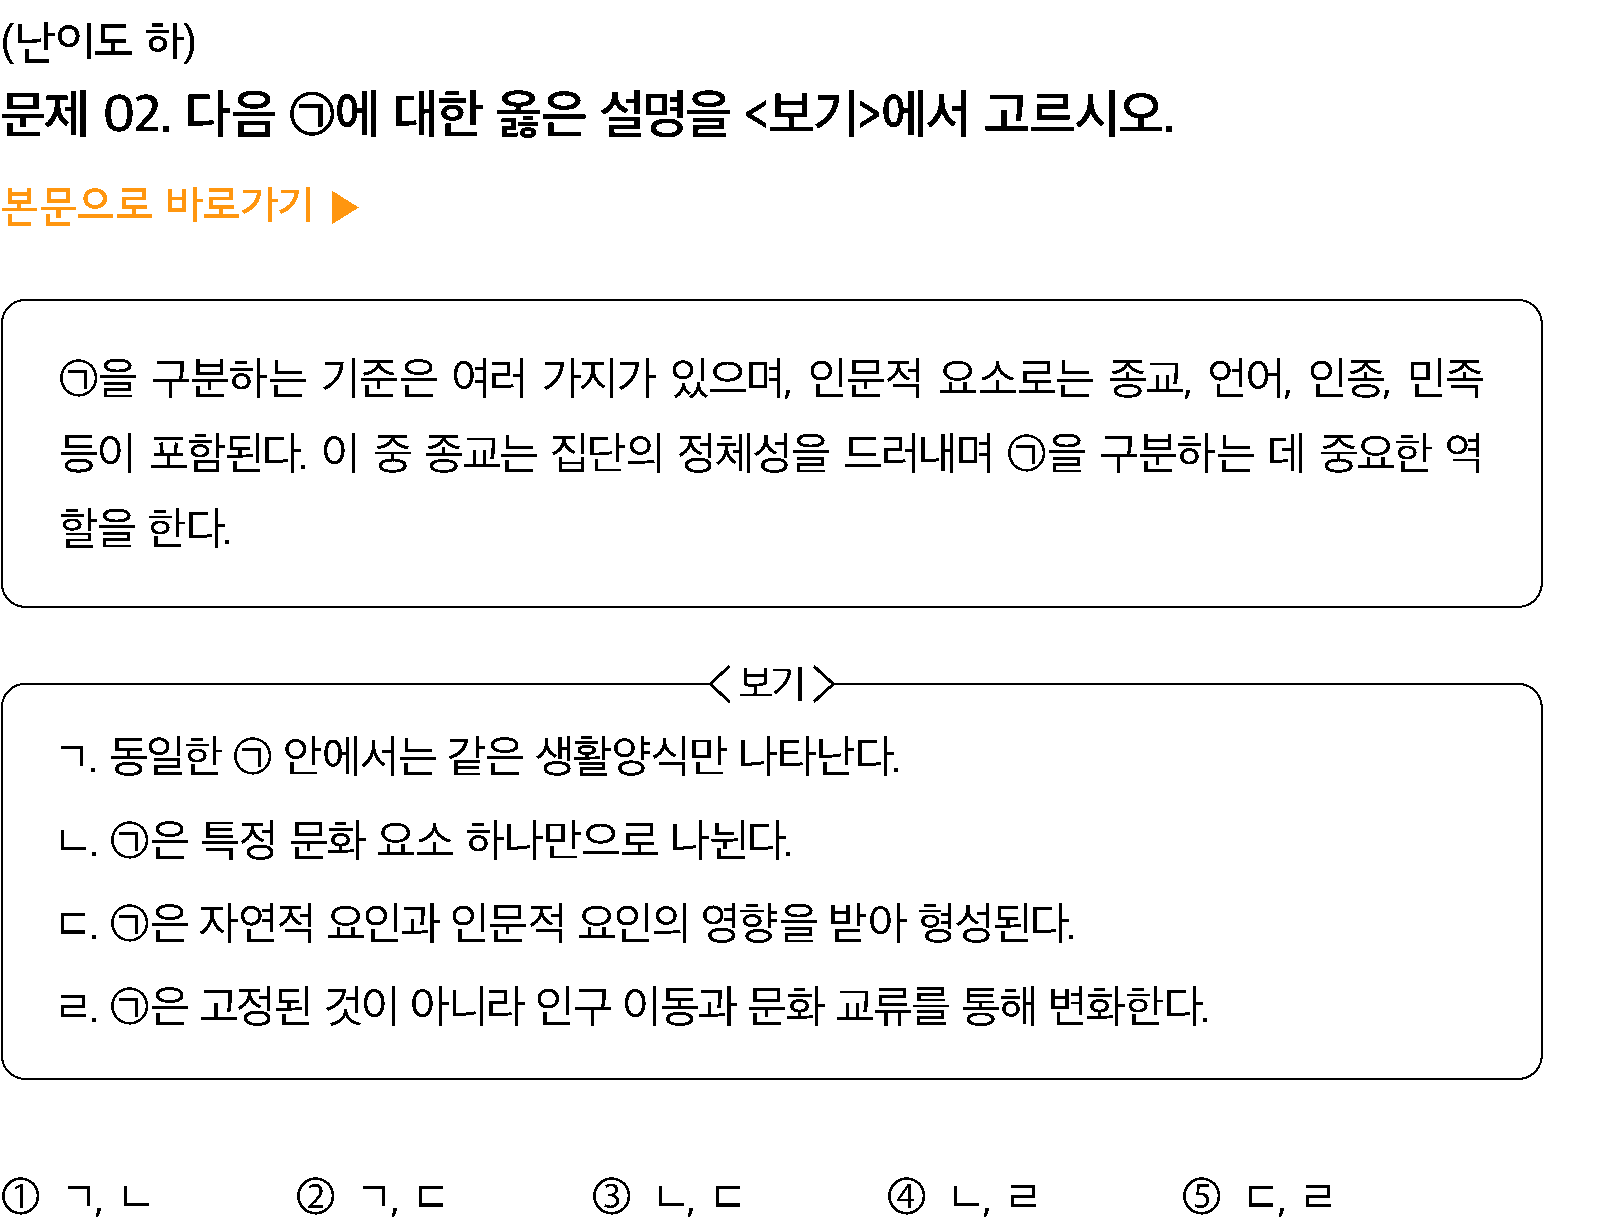 (난이도 하)
문제 02. 다음 ㉠에 대한 옳은 설명을 <보기>에서 고르시오.
본문으로 바로가기 ▶
㉠을 구분하는 기준은 여러 가지가 있으며, 인문적 요소로는 종교, 언어, 인종, 민족
등이 포함된다. 이 중 종교는 집단의 정체성을 드러내며 ㉠을 구분하는 데 중요한 역
할을 한다.
<보기>
ㄱ. 동일한 ㉠ 안에서는 같은 생활양식만 나타난다.
ㄴ. ㉠은 특정 문화 요소 하나만으로 나뉜다.
ㄷ. ㉠은 자연적 요인과 인문적 요인의 영향을 받아 형성된다.
ㄹ. ㉠은 고정된 것이 아니라 인구 이동과 문화 교류를 통해 변화한다.
① ㄱ, ㄴ ② ㄱ, ㄷ ③ ㄴ, ㄷ ④ ㄴ, ㄹ ⑤ ㄷ, ㄹ